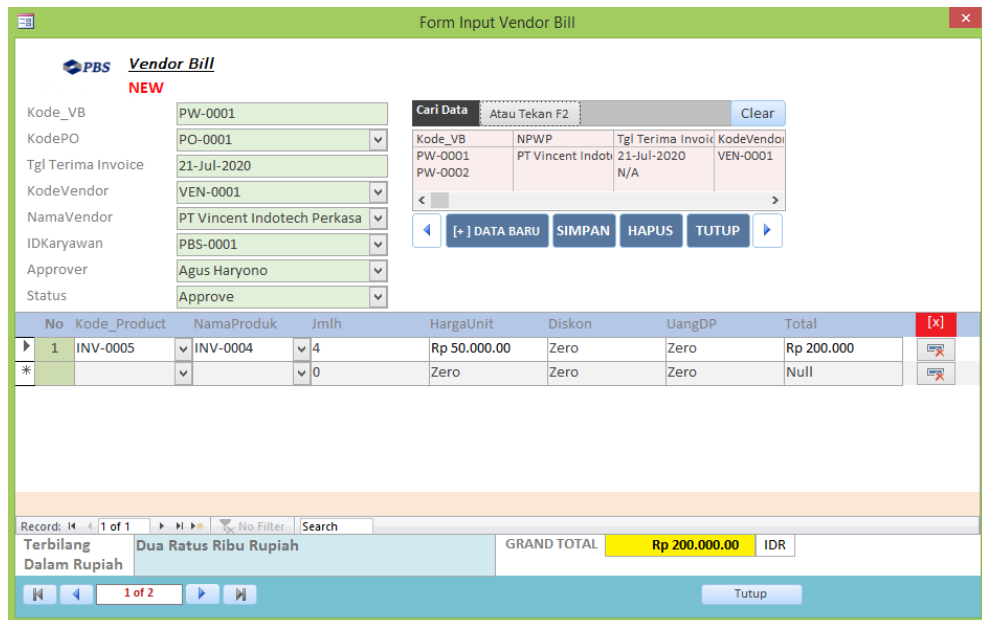 Form Input Vendor Bill
PBS Vendor Bill
NEW
Kode_VB PW-0001
KodePO PO-0001
Tgl Terima Invoice 21-Jul-2020
KodeVendor VEN-0001
NamaVendor PT Vincent Indotech Perkasa
IDKaryawan PBS-0001
Approver Agus Haryono
Status Approve
Cari Data Atau Tekan F2 Clear
Kode_VB NPWP Tgl Terima Invoic KodeVendor
PW-0001 PT Vincent Indot 21-Jul-2020 VEN-0001
PW-0002 N/A
[+] DATA BARU SIMPAN HAPUS TUTUP
No Kode_Product NamaProduk Jmlh HargaUnit Diskon UangDP Total [x]
1 INV-0005 INV-0004 4 Rp 50.000.00 Zero Zero Rp 200.000
0 Zero Zero Zero Null
Record: 1 of 1 No Filter Search
Terbilang Dua Ratus Ribu Rupiah GRAND TOTAL Rp 200.000.00 IDR
Dalam Rupiah
1 of 2 Tutup